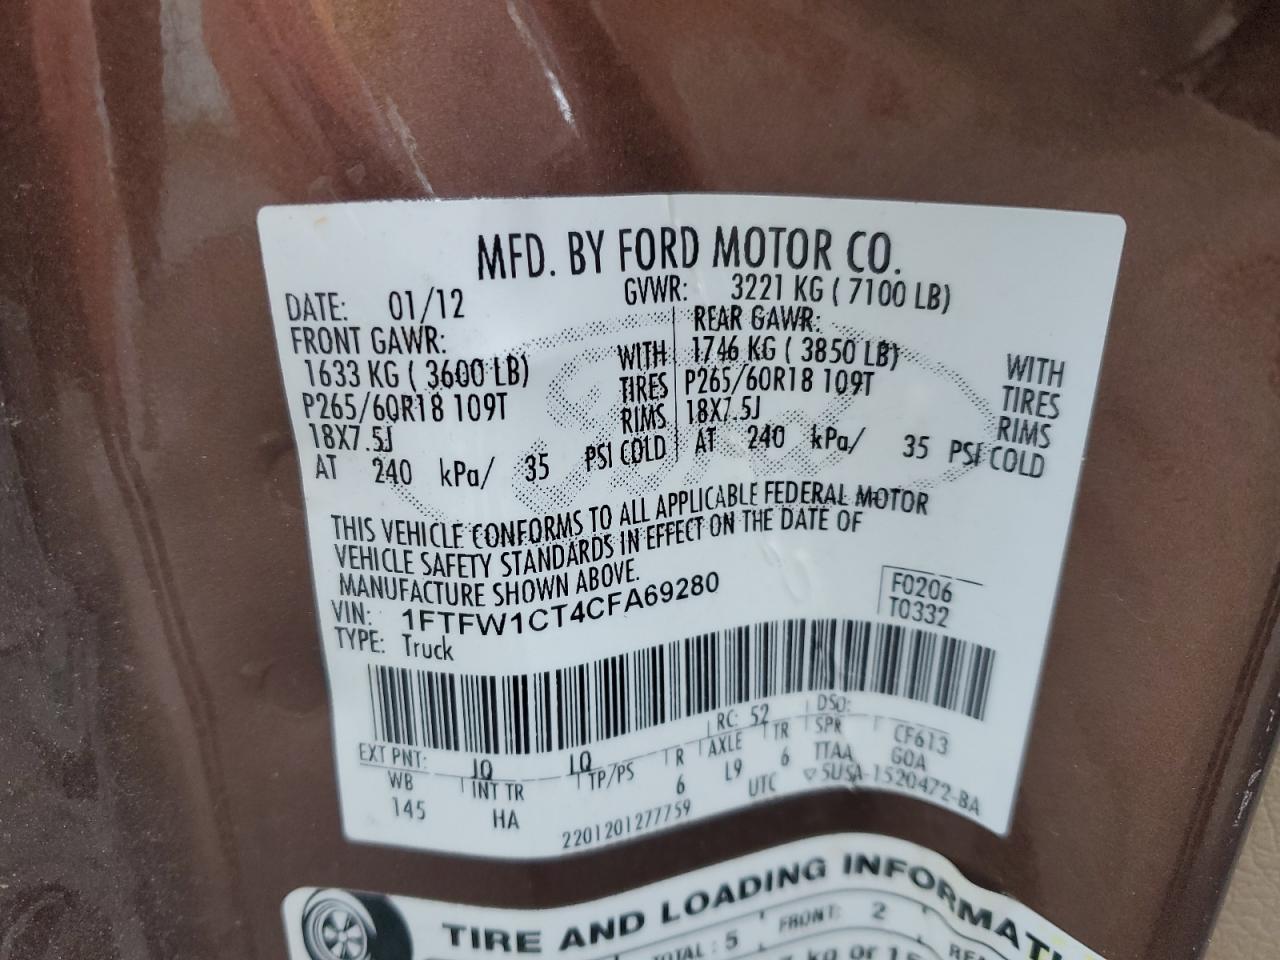 MFD. BY FORD MOTOR CO.
DATE: 01/12 GVWR: 3221 KG ( 7100 LB)
FRONT GAWR: REAR GAWR:
1633 KG ( 3600 LB) WITH 1746 KG ( 3850 LB) WITH
P265/60R18 109T TIRES P265/60R18 109T TIRES
18X7.5J RIMS 18X7.5J RIMS
AT 240 kPa/ 35 PSI COLD AT 240 kPa/ 35 PSI COLD
THIS VEHICLE CONFORMS TO ALL APPLICABLE FEDERAL MOTOR
VEHICLE SAFETY STANDARDS IN EFFECT ON THE DATE OF
MANUFACTURE SHOWN ABOVE.
VIN: 1FTFW1CT4CFA69280 F0206
TYPE: Truck T0332
EXT PNT: JQ JQ RC: 52 DSO:
WB INT TR TP/PS R AXLE TR SPR CF613
145 HA 6 L9 6 TTAA GOA
2201201277759 UTC ▽5USA-1520472-BA
TIRE AND LOADING INFORMATI
TOTAL : 5 FRONT: 2
kg or